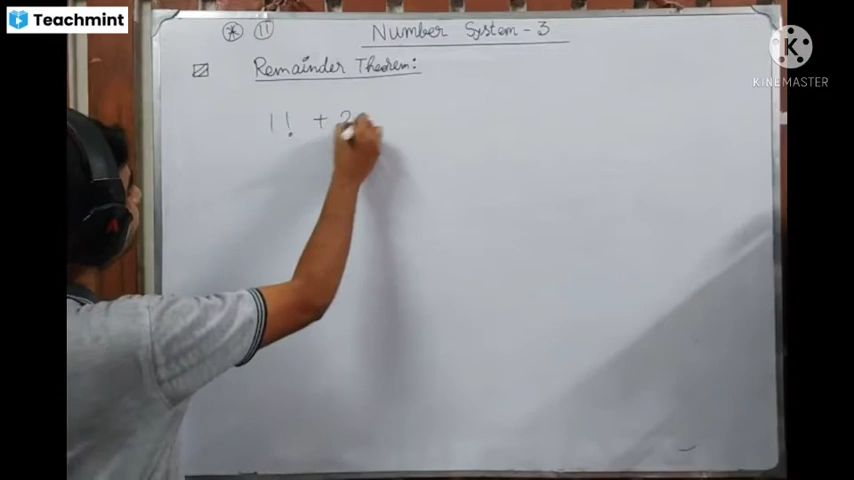 Teachmint
* 11 Number System - 3
Remainder Theorem:
1! + 2
K
KINEMASTER